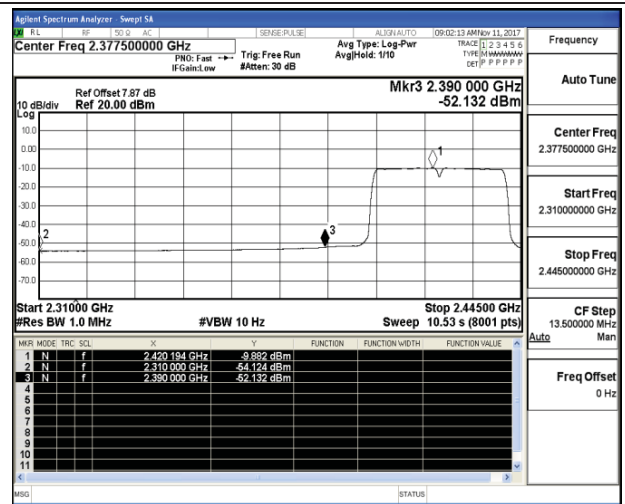 Agilent Spectrum Analyzer - Swept SA
RL RF 50 Ω AC SENSE:PULSE ALIGN AUTO 09:02:13 AM Nov 11, 2017
Center Freq 2.377500000 GHz
PNO: Fast
IFGain:Low
Trig: Free Run
#Atten: 30 dB
Avg Type: Log-Pwr
Avg|Hold: 1/10
TRACE 1 2 3 4 5 6
TYPE M W W W W W
DET P P P P P P
Ref Offset 7.87 dB
Ref 20.00 dBm
10 dB/div
Log
Mkr3 2.390 000 GHz
-52.132 dBm
10.0
0.00
-10.0
-20.0
-30.0
-40.0
-50.0
-60.0
-70.0
1
2
3
Start 2.31000 GHz
Stop 2.44500 GHz
#Res BW 1.0 MHz #VBW 10 Hz Sweep 10.53 s (8001 pts)
MKR MODE TRC SCL X Y FUNCTION FUNCTION WIDTH FUNCTION VALUE
1 N f 2.420 194 GHz -9.882 dBm
2 N f 2.310 000 GHz -54.124 dBm
3 N f 2.390 000 GHz -52.132 dBm
4
5
6
7
8
9
10
11
MSG STATUS
Frequency
Auto Tune
Center Freq
2.377500000 GHz
Start Freq
2.310000000 GHz
Stop Freq
2.445000000 GHz
CF Step
13.500000 MHz
Auto Man
Freq Offset
0 Hz